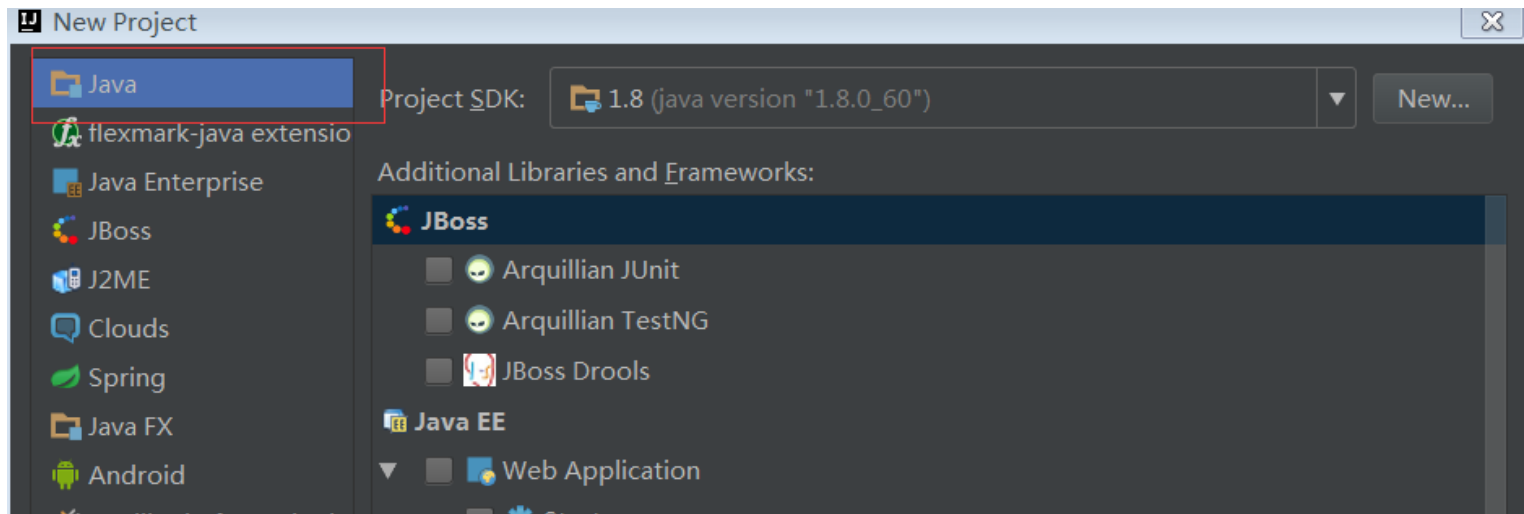 New Project
Java
flexmark-java extensio
Java Enterprise
JBoss
J2ME
Clouds
Spring
Java FX
Android
Project SDK: 1.8 (java version "1.8.0_60") New...
Additional Libraries and Frameworks:
JBoss
Arquillian JUnit
Arquillian TestNG
JBoss Drools
Java EE
Web Application